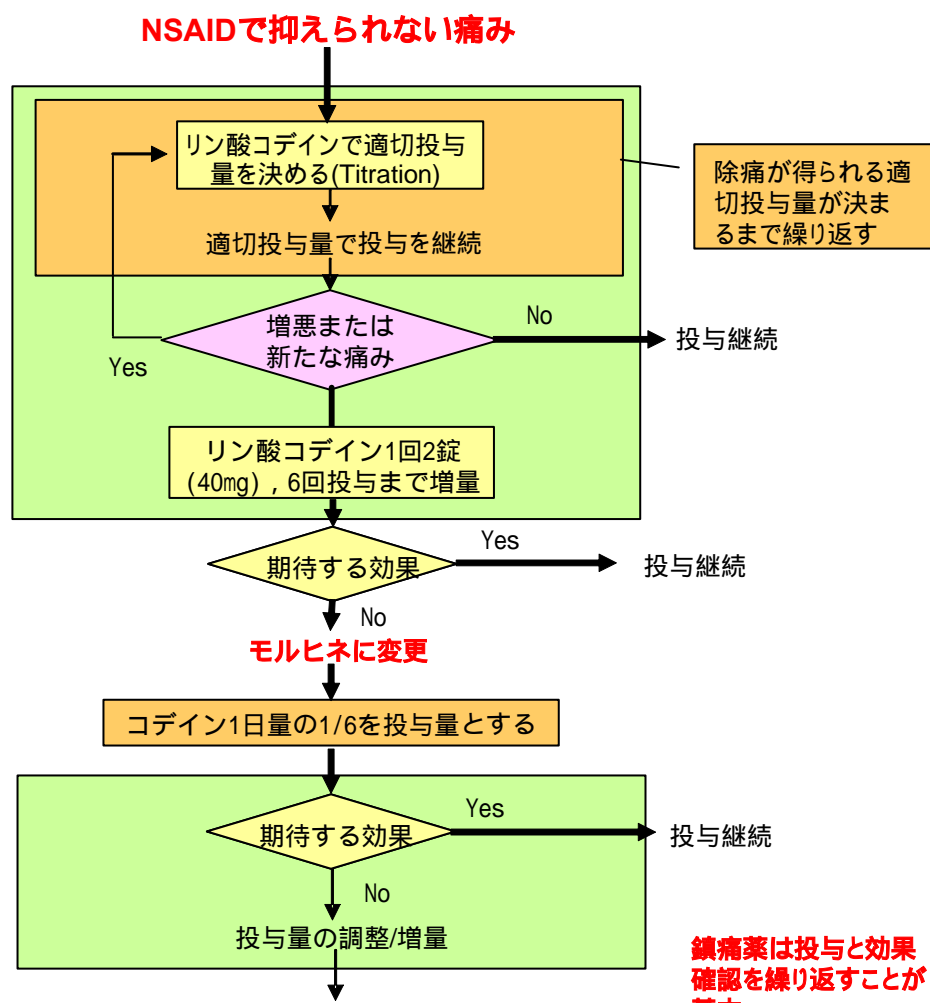 NSAIDで抑えられない痛み
リン酸コデインで適切投与
量を決める(Titration)
適切投与量で投与を継続
除痛が得られる適
切投与量が決ま
るまで繰り返す
増悪または
新たな痛み
No
投与継続
Yes
リン酸コデイン1回2錠
(40mg) , 6回投与まで増量
期待する効果
Yes
投与継続
No
モルヒネに変更
コデイン1日量の1/6を投与量とする
期待する効果
Yes
投与継続
No
投与量の調整/増量
鎮痛薬は投与と効果
確認を繰り返すことが